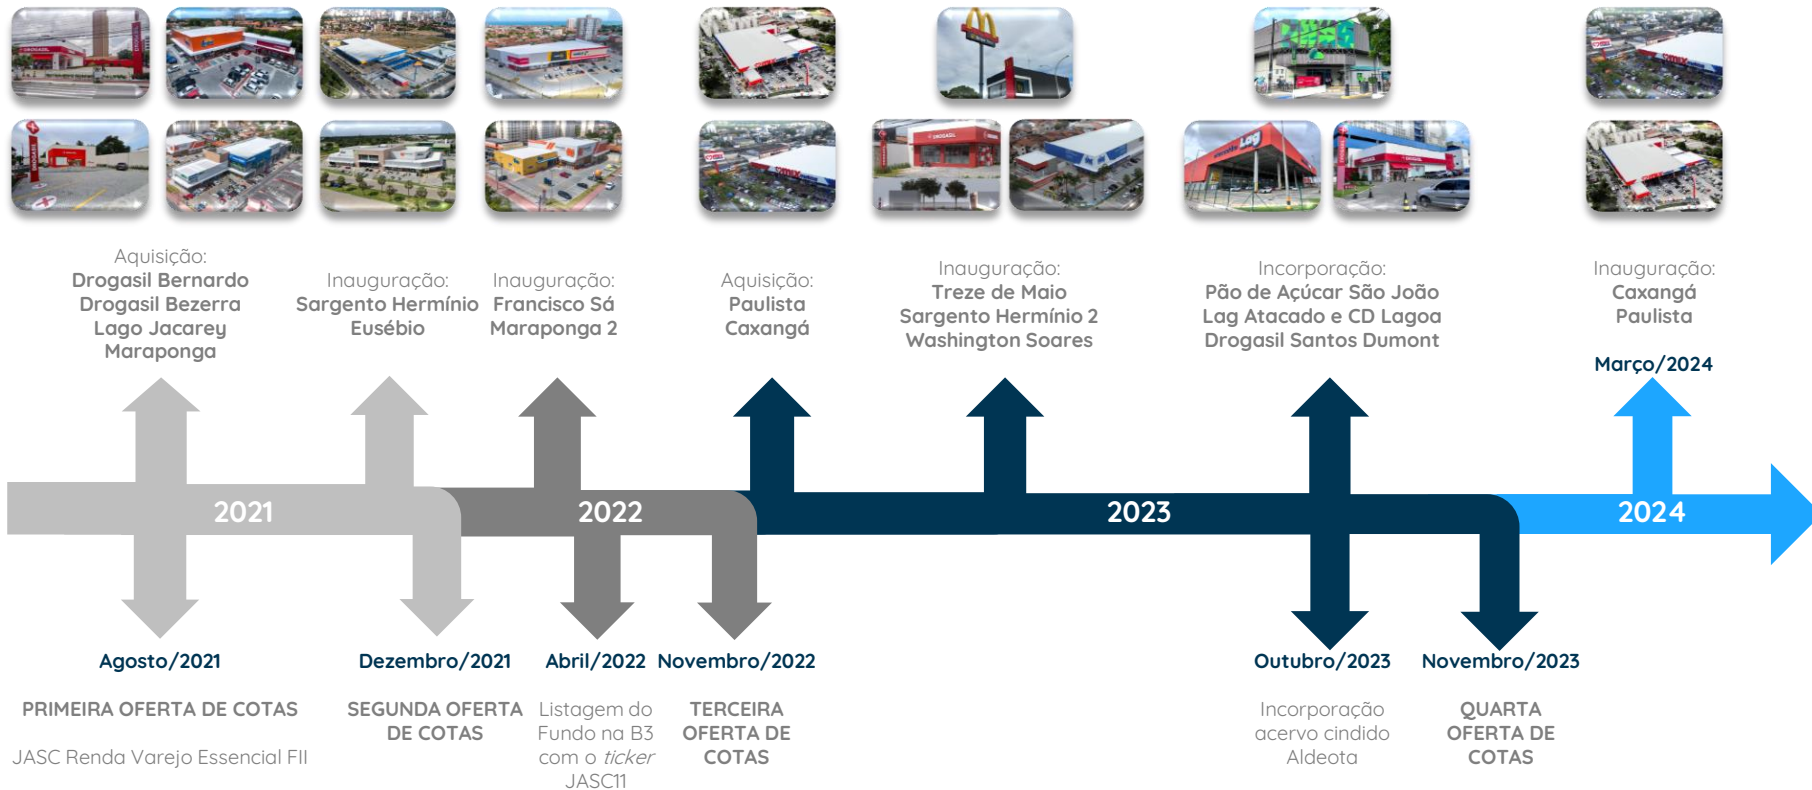 Aquisição:
Drogasil Bernardo
Drogasil Bezerra
Lago Jacarey
Maraponga
Inauguração:
Sargento Hermínio
Eusébio
Inauguração:
Francisco Sá
Maraponga 2
Aquisição:
Paulista
Caxangá
Inauguração:
Treze de Maio
Sargento Hermínio 2
Washington Soares
Incorporação:
Pão de Açúcar São João
Lag Atacado e CD Lagoa
Drogasil Santos Dumont
Inauguração:
Caxangá
Paulista
Março/2024
2021
2022
2023
2024
Agosto/2021
PRIMEIRA OFERTA DE COTAS
JASC Renda Varejo Essencial FII
Dezembro/2021
SEGUNDA OFERTA
DE COTAS
Abril/2022
Listagem do
Fundo na B3
com o ticker
JASC11
Novembro/2022
TERCEIRA
OFERTA DE
COTAS
Outubro/2023
Incorporação
acervo cindido
Aldeota
Novembro/2023
QUARTA
OFERTA DE
COTAS